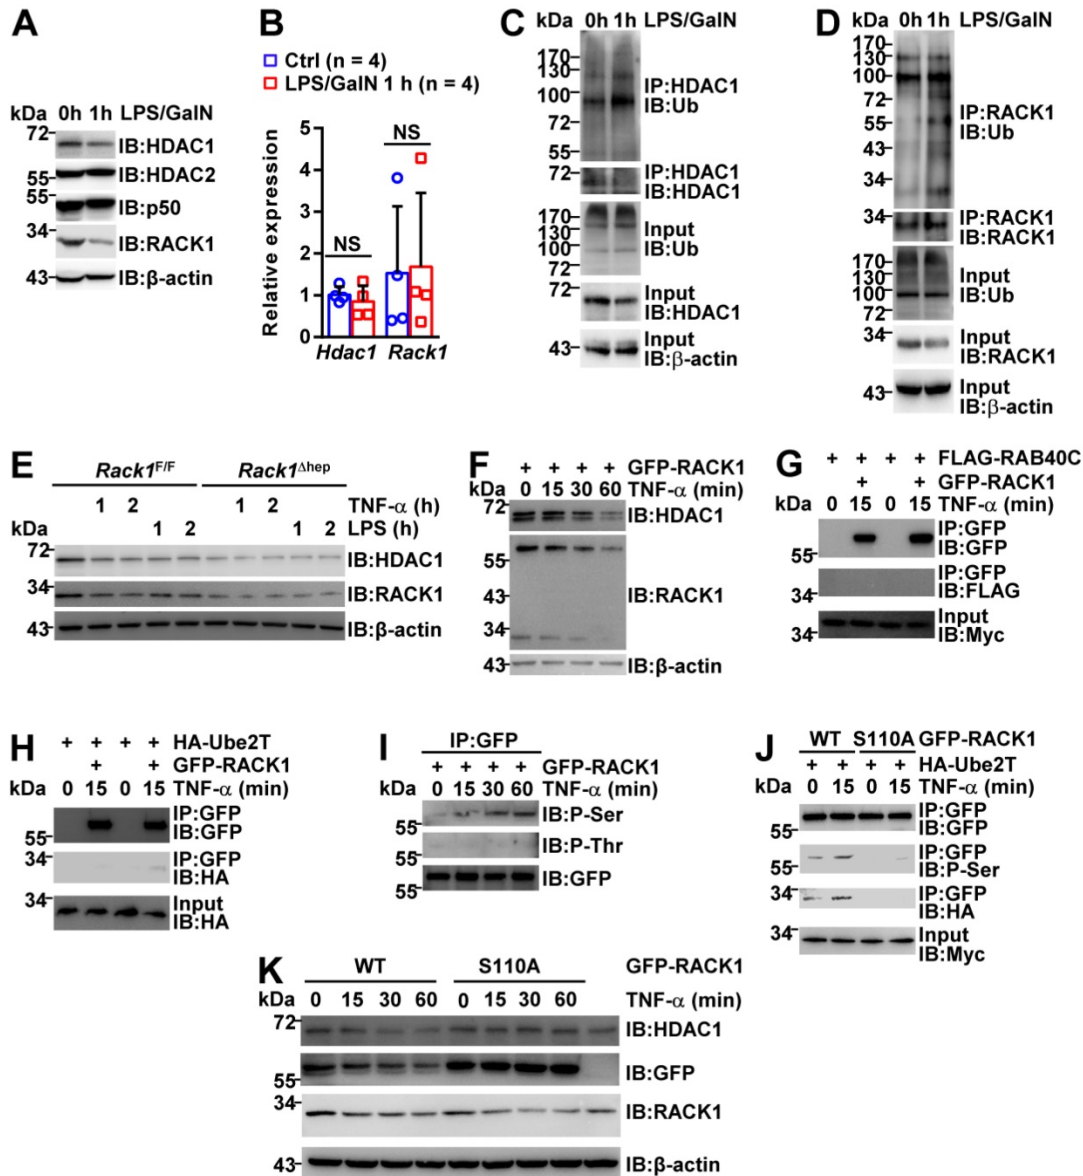 A
kDa 0h 1h LPS/GalN
72
IB:HDAC1
55
IB:HDAC2
55
IB:p50
34
IB:RACK1
43
IB:β-actin
B
Ctrl (n = 4)
LPS/GalN 1 h (n = 4)
Relative expression
5
4
3
2
1
0
NS
NS
Hdac1 Rack1
C
kDa 0h 1h LPS/GalN
170
130
100
72
55
IP:HDAC1
IB:Ub
72
IP:HDAC1
IB:HDAC1
170
130
100
72
Input
IB:Ub
72
Input
IB:HDAC1
43
Input
IB:β-actin
D
kDa 0h 1h LPS/GalN
170
130
100
72
55
43
34
IP:RACK1
IB:Ub
34
IP:RACK1
IB:RACK1
170
130
100
72
Input
IB:Ub
34
Input
IB:RACK1
43
Input
IB:β-actin
E
Rack1F/F Rack1Δhep
1 2 1 2 TNF-α (h)
kDa 1 2 1 2 LPS (h)
72
IB:HDAC1
34
IB:RACK1
43
IB:β-actin
F
+ + + + GFP-RACK1
kDa 0 15 30 60 TNF-α (min)
72
IB:HDAC1
55
43
34
IB:RACK1
43
IB:β-actin
G
+ + + + FLAG-RAB40C
+ + GFP-RACK1
kDa 0 15 0 15 TNF-α (min)
55
IP:GFP
IB:GFP
34
IP:GFP
IB:FLAG
34
Input
IB:Myc
H
+ + + + HA-Ube2T
+ + GFP-RACK1
kDa 0 15 0 15 TNF-α (min)
55
IP:GFP
IB:GFP
34
IP:GFP
IB:HA
34
Input
IB:HA
I
IP:GFP
+ + + + GFP-RACK1
kDa 0 15 30 60 TNF-α (min)
55
IB:P-Ser
55
IB:P-Thr
55
IB:GFP
J
WT S110A GFP-RACK1
+ + + + HA-Ube2T
kDa 0 15 0 15 TNF-α (min)
55
IP:GFP
IB:GFP
55
IP:GFP
IB:P-Ser
34
IP:GFP
IB:HA
34
Input
IB:Myc
K
WT S110A GFP-RACK1
kDa 0 15 30 60 0 15 30 60 TNF-α (min)
72
IB:HDAC1
55
IB:GFP
34
IB:RACK1
43
IB:β-actin